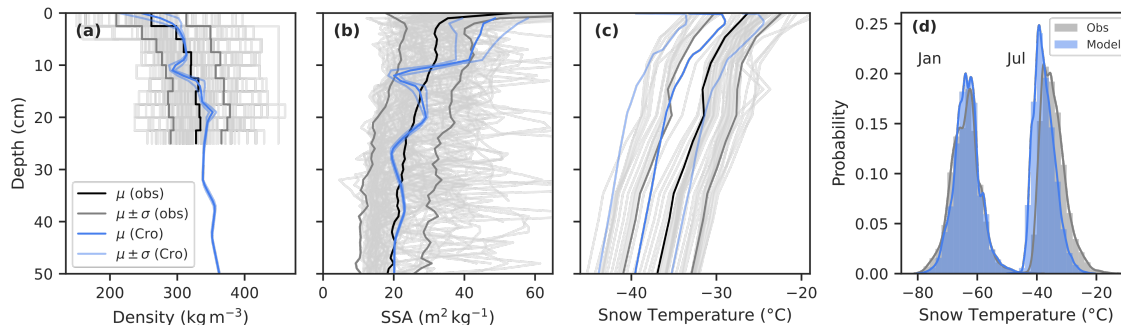 (a)
(b)
(c)
(d)
0
10
20
30
40
50
Depth (cm)
200
300
400
Density (kg m⁻³)
μ (obs)
μ ± σ (obs)
μ (Cro)
μ ± σ (Cro)
0
20
40
60
SSA (m² kg⁻¹)
−40
−30
−20
Snow Temperature (°C)
Probability
0.25
0.20
0.15
0.10
0.05
0.00
Jan
Jul
Obs
Model
−80
−60
−40
−20
Snow Temperature (°C)